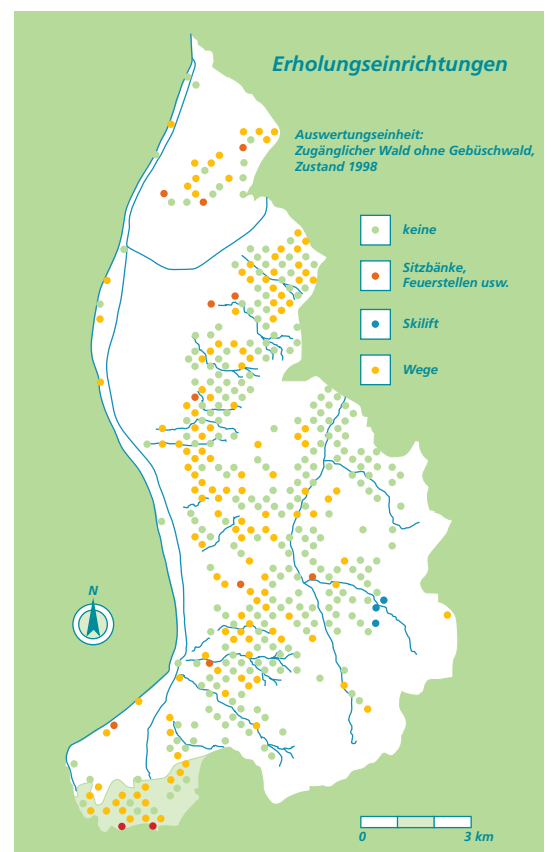 Erholungseinrichtungen
Auswertungseinheit:
Zugänglicher Wald ohne Gebüschwald,
Zustand 1998
keine
Sitzbänke,
Feuerstellen usw.
Skilift
Wege
N
0 3 km